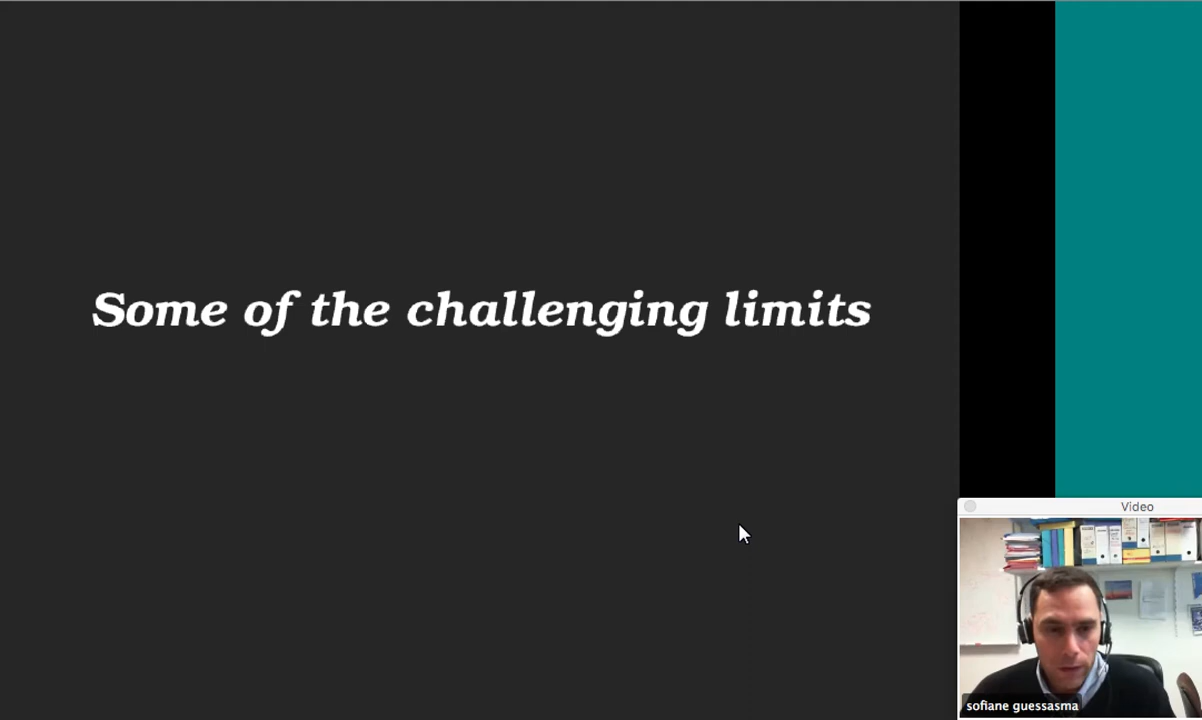 Some of the challenging limits
Video
sofiane guessasma